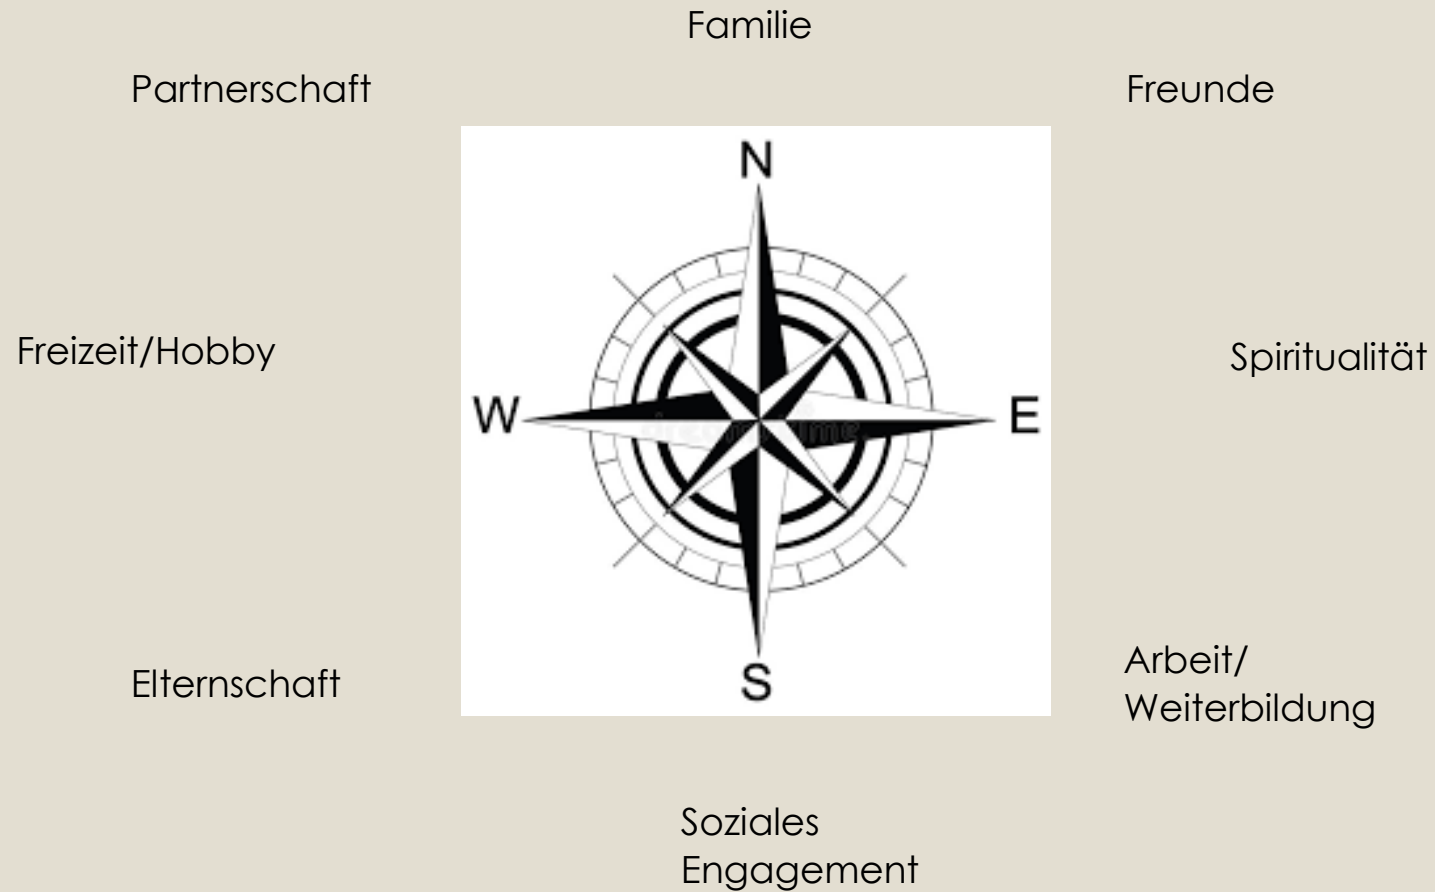 Familie
Partnerschaft
Freunde
N
Freizeit/Hobby
Spiritualität
W
E
Elternschaft
Arbeit/
Weiterbildung
S
Soziales
Engagement